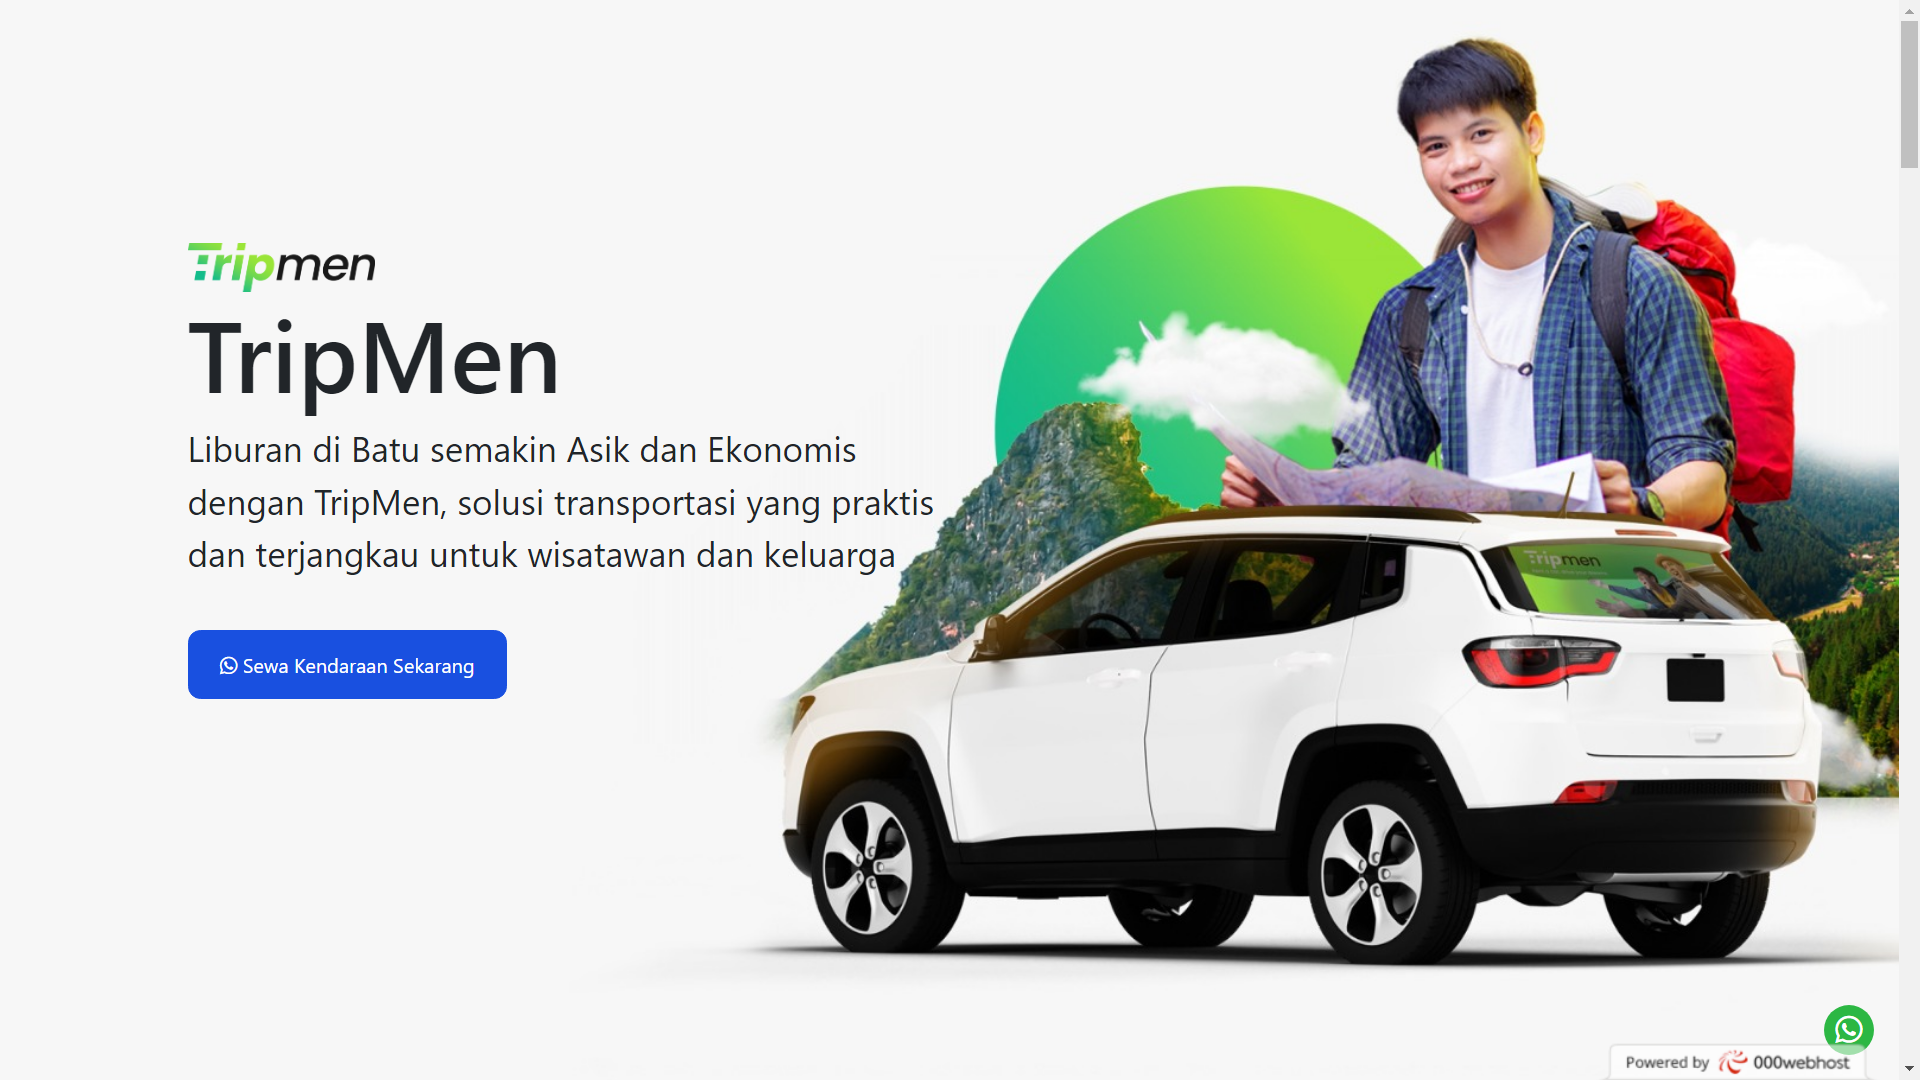 Tripmen
TripMen
Liburan di Batu semakin Asik dan Ekonomis
dengan TripMen, solusi transportasi yang praktis
dan terjangkau untuk wisatawan dan keluarga
Sewa Kendaraan Sekarang
Tripmen
Powered by 000webhost